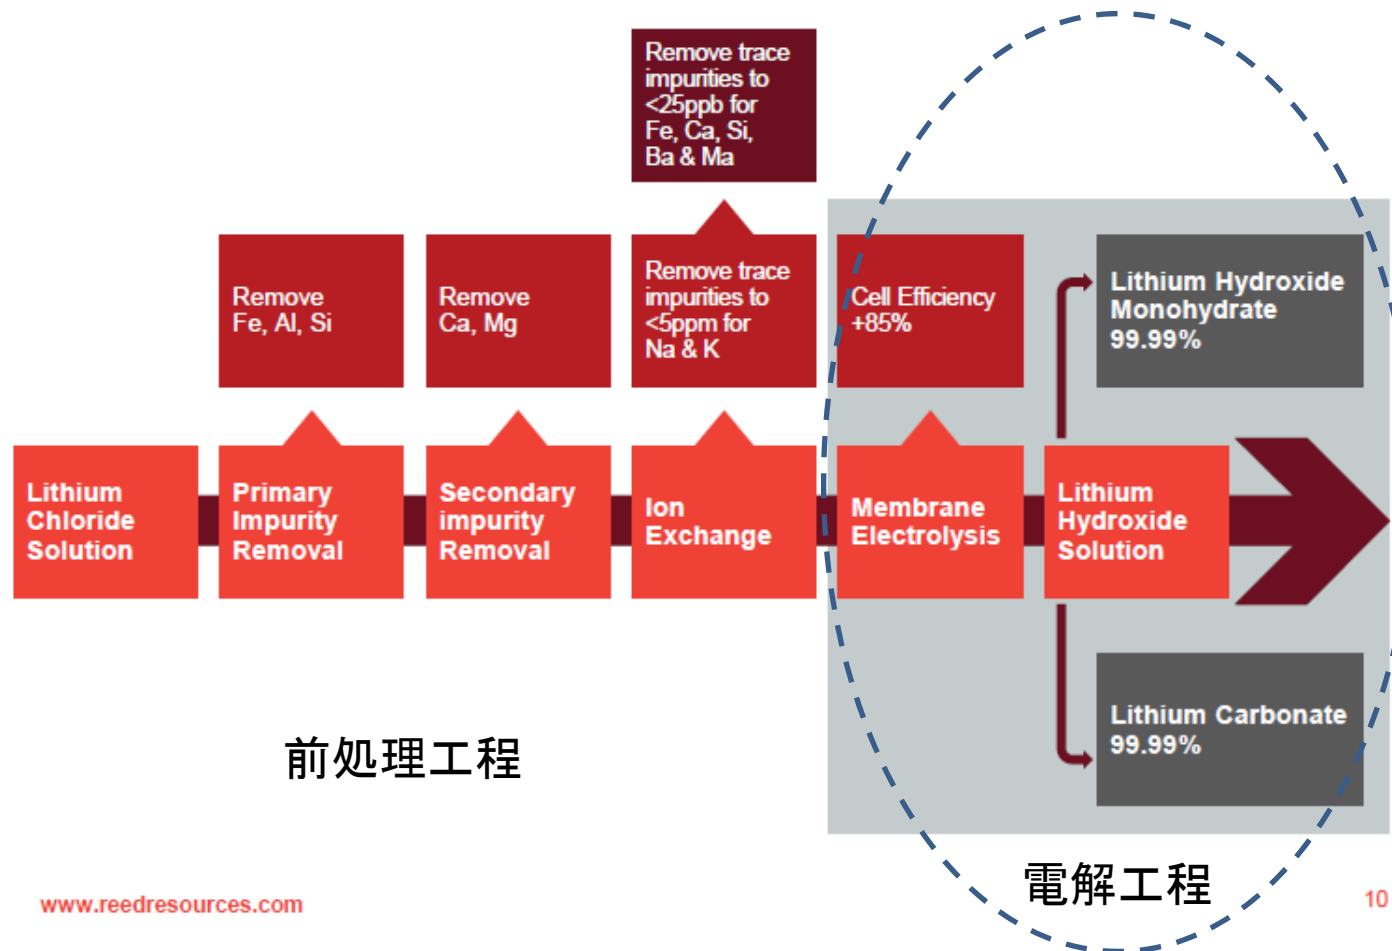 Remove trace
impurities to
<25ppb for
Fe, Ca, Si,
Ba & Ma
Remove
Fe, Al, Si
Remove
Ca, Mg
Remove trace
impurities to
<5ppm for
Na & K
Cell Efficiency
+85%
Lithium Hydroxide
Monohydrate
99.99%
Lithium
Chloride
Solution
Primary
Impurity
Removal
Secondary
impurity
Removal
Ion
Exchange
Membrane
Electrolysis
Lithium
Hydroxide
Solution
Lithium Carbonate
99.99%
前処理工程
電解工程
www.reedresources.com
10